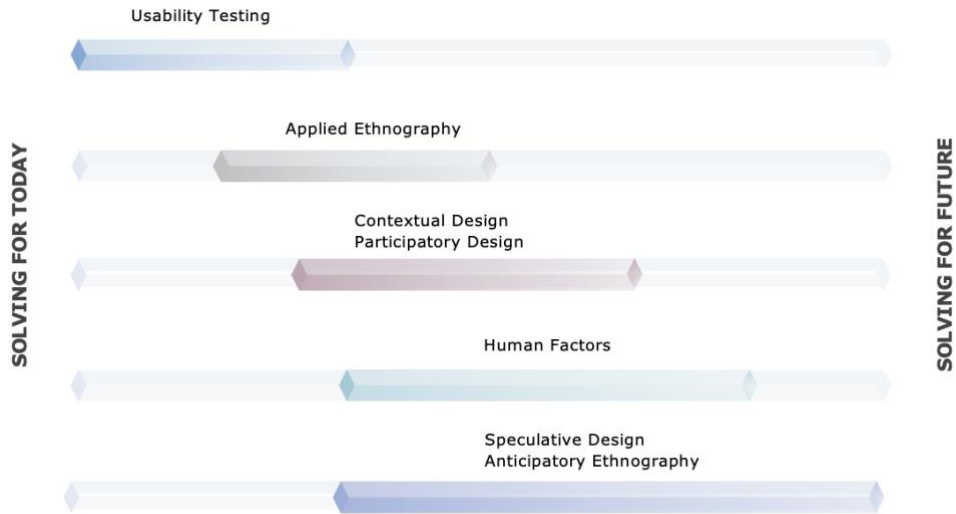 Usability Testing
Applied Ethnography
SOLVING FOR TODAY
SOLVING FOR FUTURE
Contextual Design
Participatory Design
Human Factors
Speculative Design
Anticipatory Ethnography